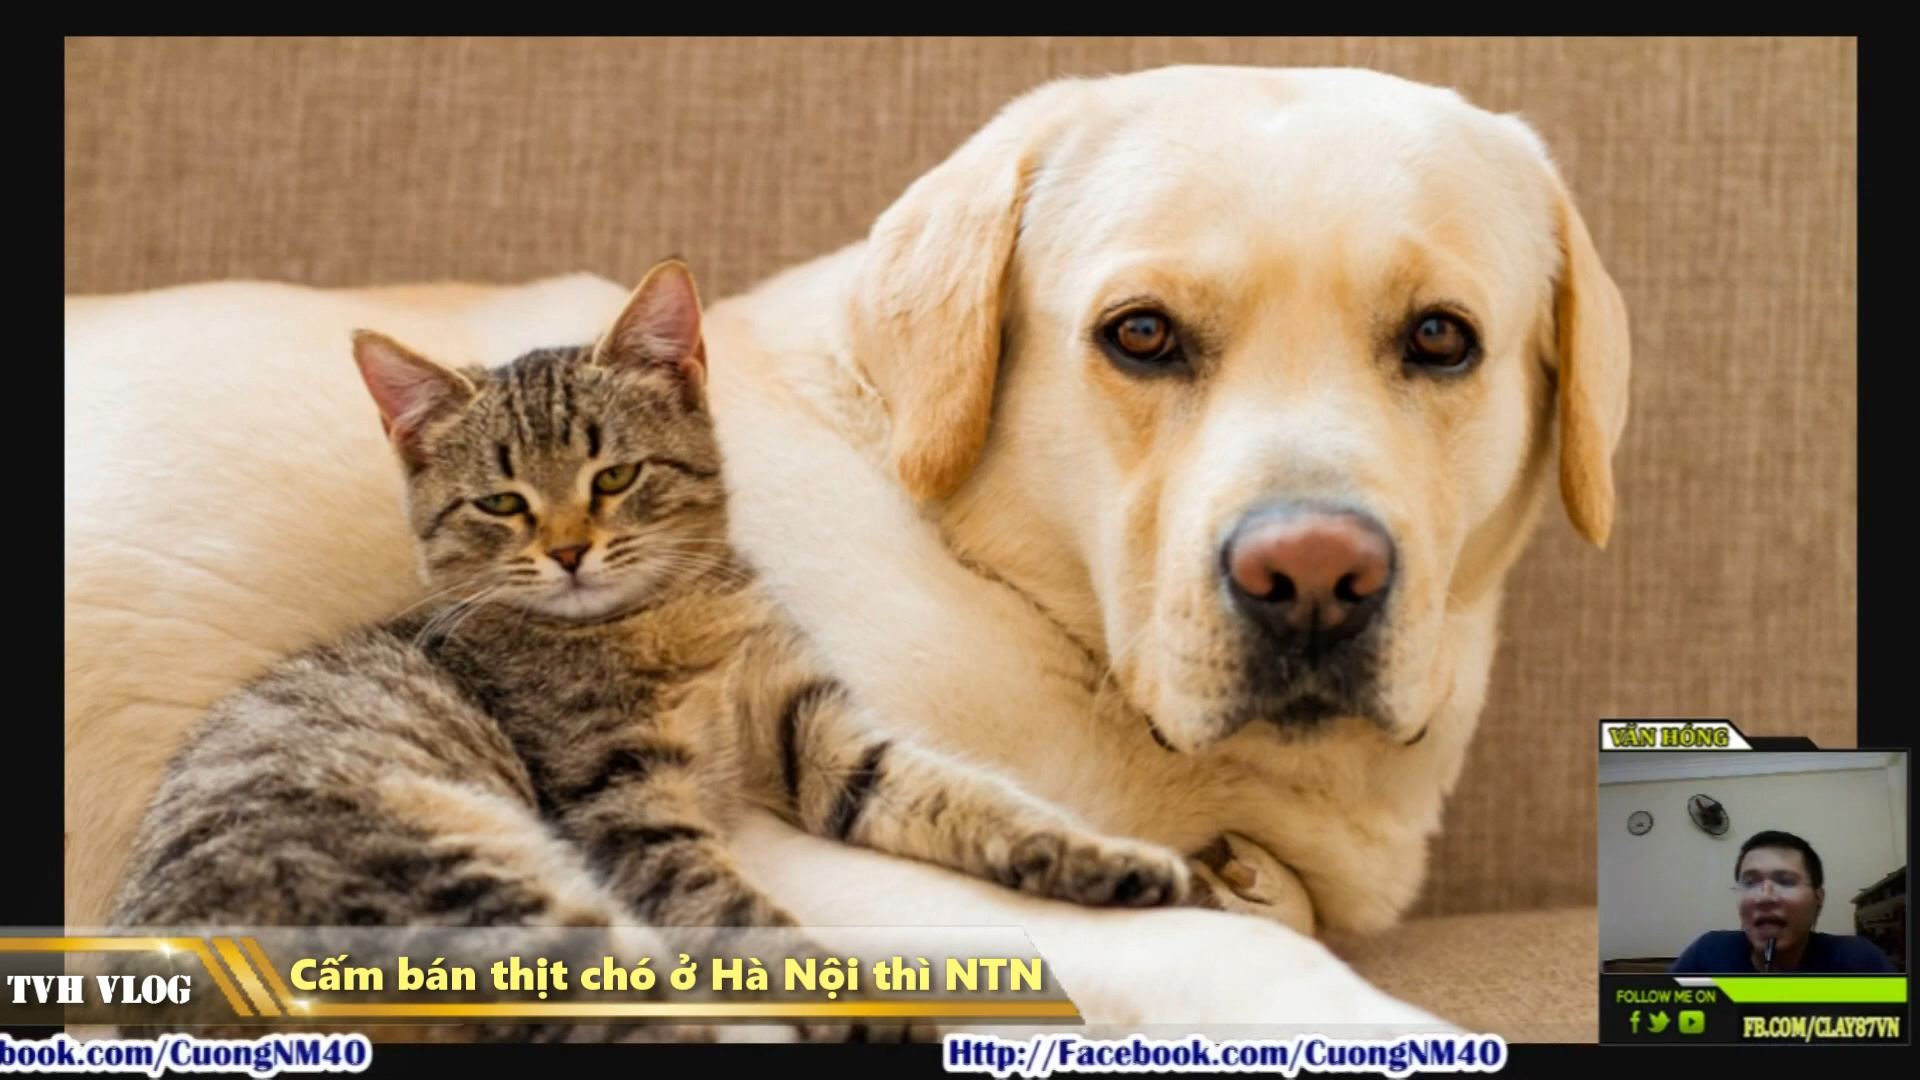 VĂN HỒNG
TVH VLOG
Cấm bán thịt chó ở Hà Nội thì NTN
FOLLOW ME ON
FB.COM/CLAY87VN
book.com/CuongNM40
Http://Facebook.com/CuongNM40